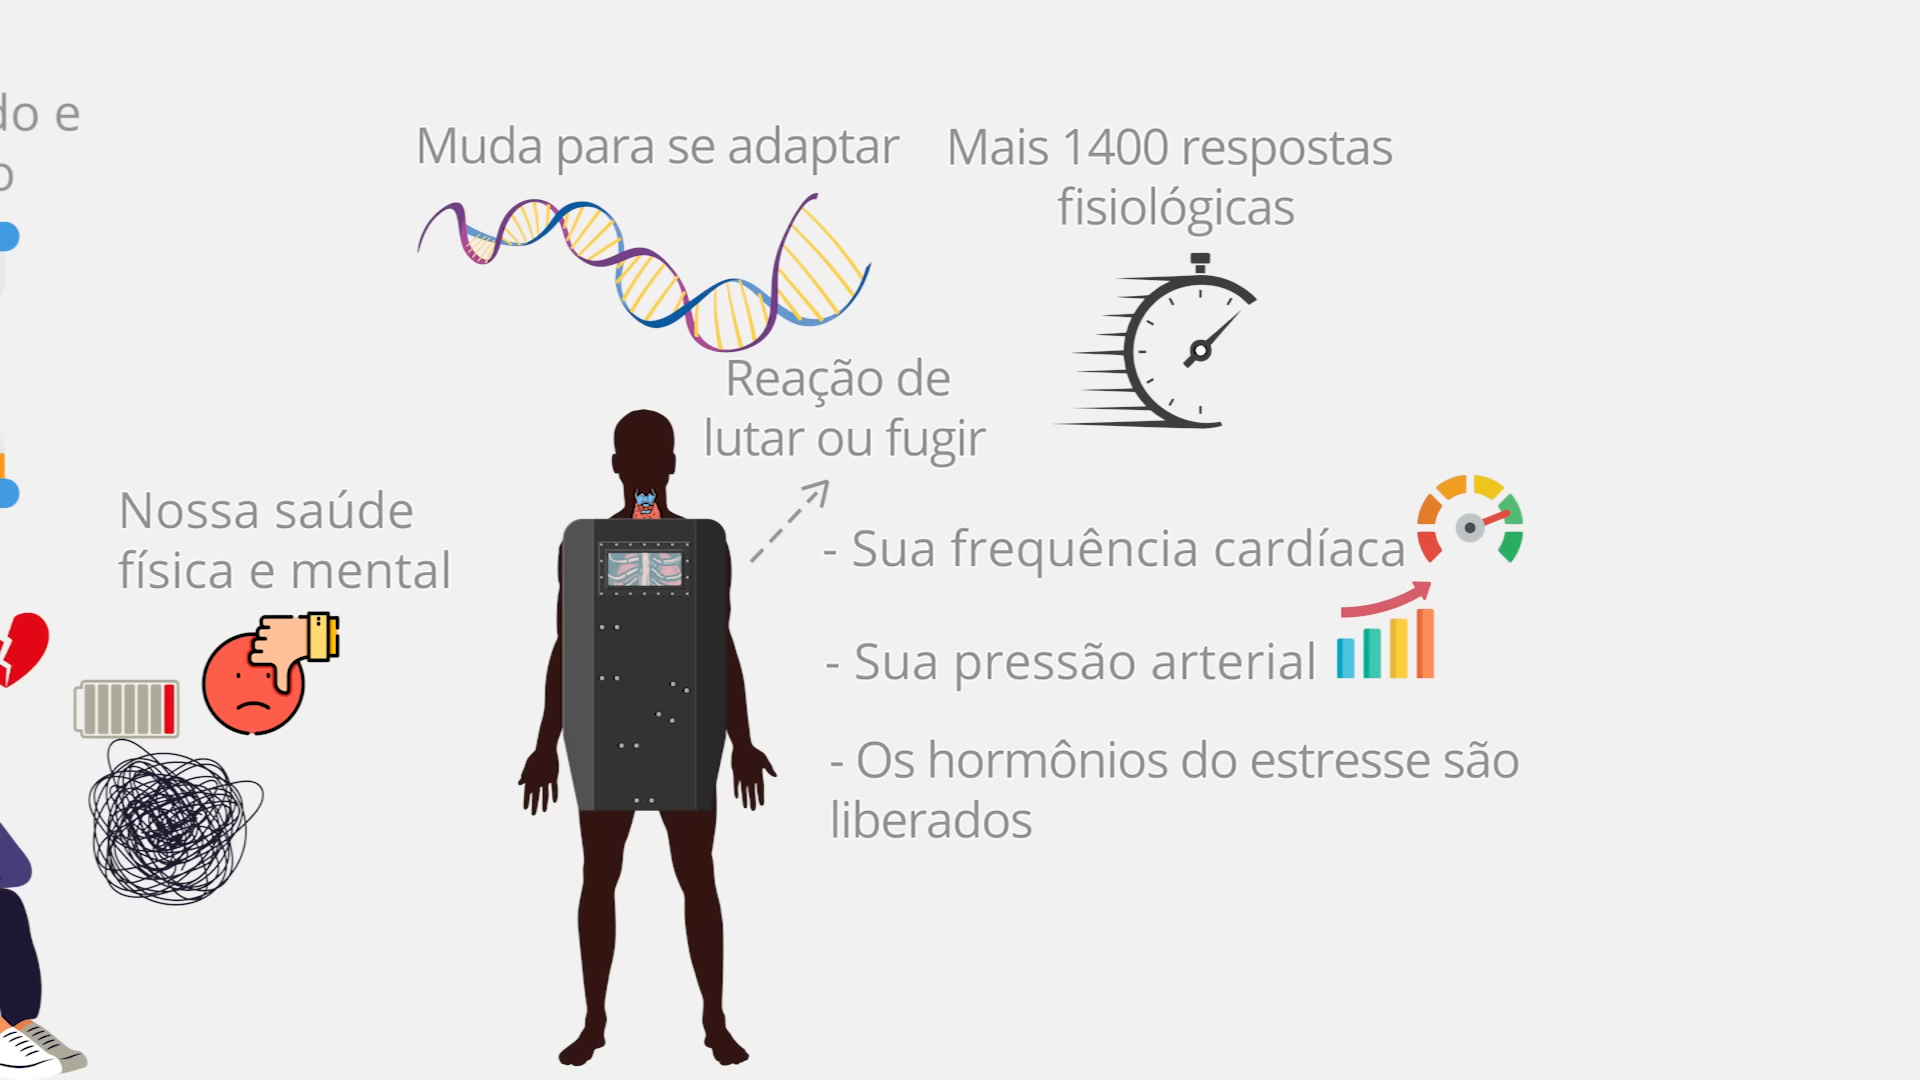 do e
o
Muda para se adaptar
Mais 1400 respostas
fisiológicas
Reação de
lutar ou fugir
Nossa saúde
física e mental
- Sua frequência cardíaca
- Sua pressão arterial
- Os hormônios do estresse são
liberados